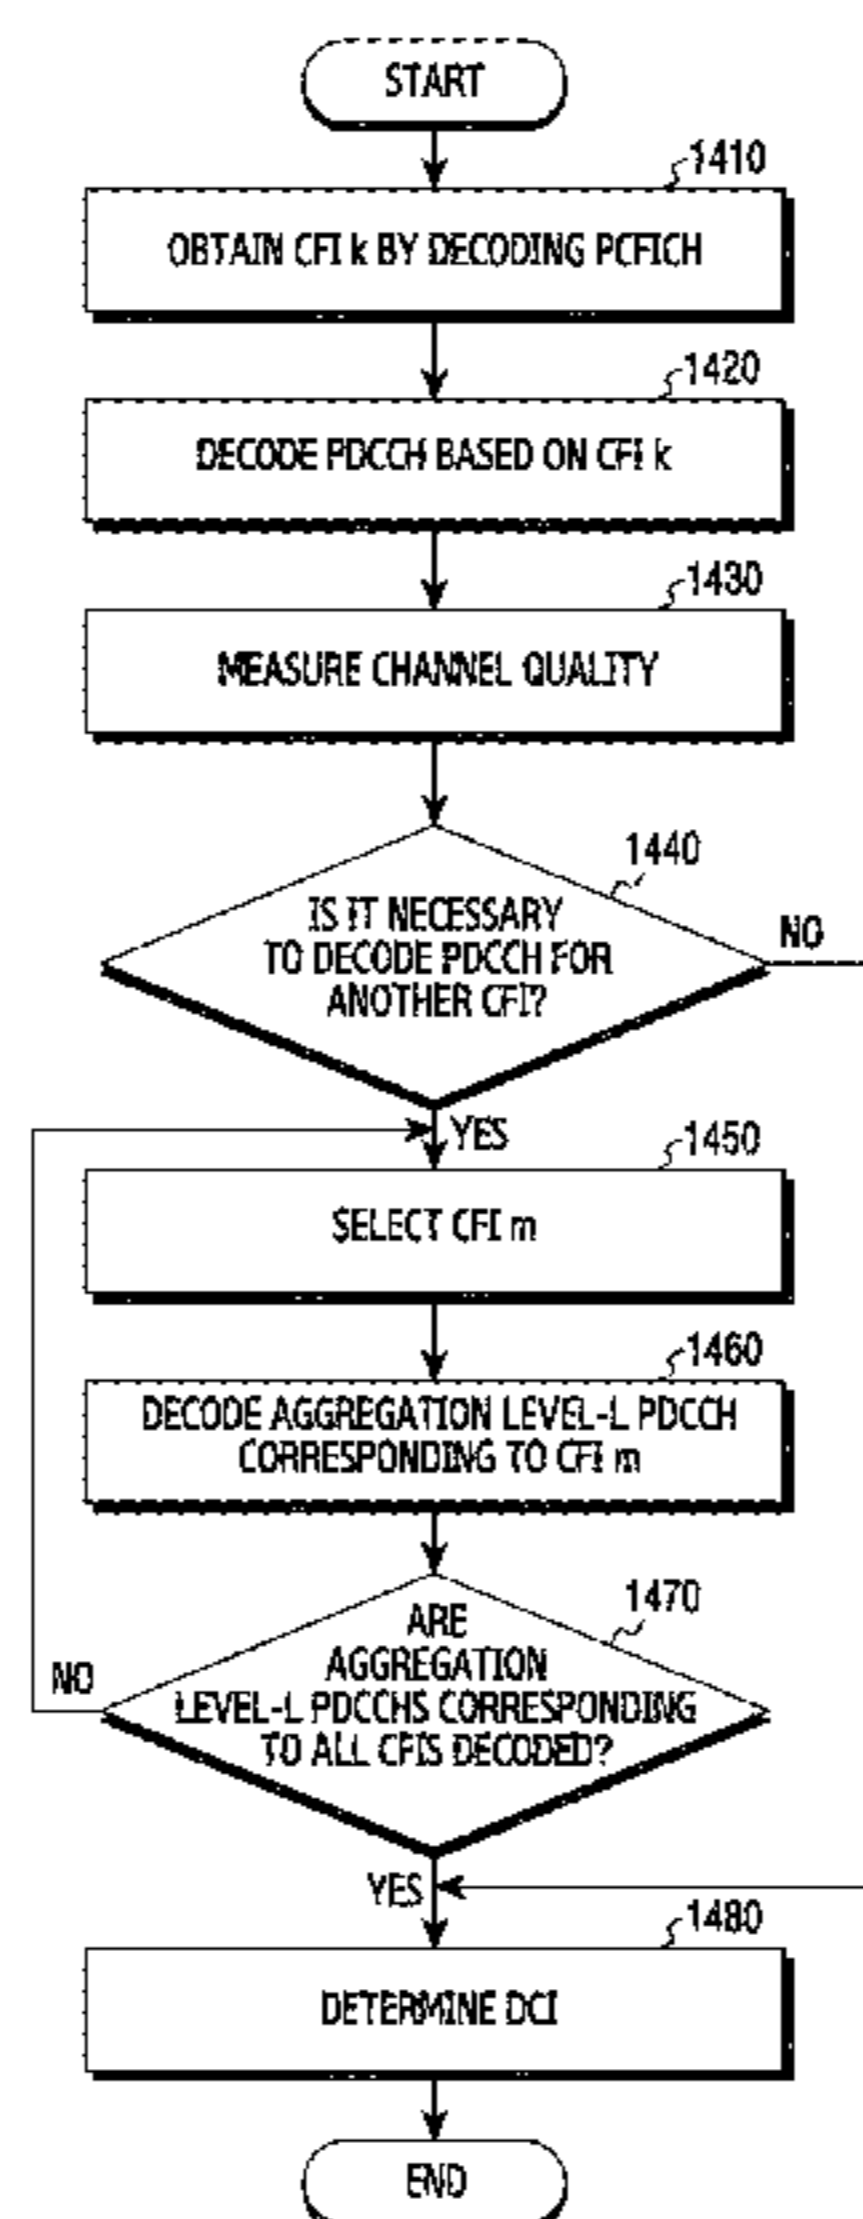 START
1410
OBTAIN CFI k BY DECODING PCFICH
1420
DECODE PDCCH BASED ON CFI k
1430
MEASURE CHANNEL QUALITY
1440
IS IT NECESSARY
TO DECODE PDCCH FOR
ANOTHER CFI?
NO
YES
1450
SELECT CFI m
1460
DECODE AGGREGATION LEVEL-L PDCCH
CORRESPONDING TO CFI m
1470
ARE
AGGREGATION
LEVEL-L PDCCHS CORRESPONDING
TO ALL CFIS DECODED?
NO
YES
1480
DETERMINE DCI
END